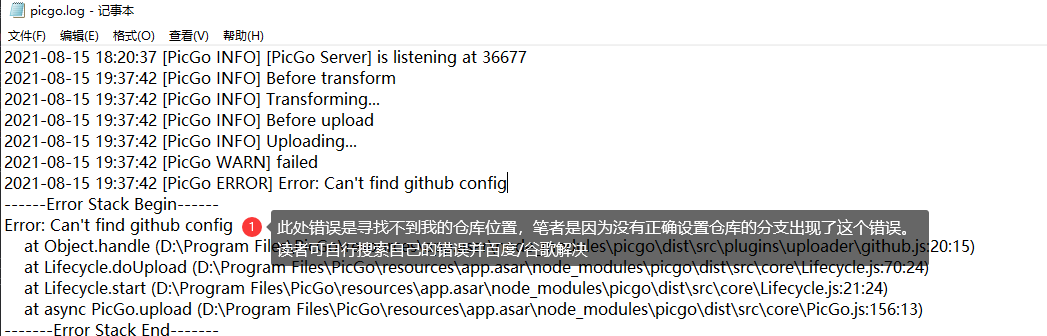 picgo.log - 记事本
文件(F) 编辑(E) 格式(O) 查看(V) 帮助(H)
2021-08-15 18:20:37 [PicGo INFO] [PicGo Server] is listening at 36677
2021-08-15 19:37:42 [PicGo INFO] Before transform
2021-08-15 19:37:42 [PicGo INFO] Transforming...
2021-08-15 19:37:42 [PicGo INFO] Before upload
2021-08-15 19:37:42 [PicGo INFO] Uploading...
2021-08-15 19:37:42 [PicGo WARN] failed
2021-08-15 19:37:42 [PicGo ERROR] Error: Can't find github config
------Error Stack Begin------
Error: Can't find github config
1 此处错误是寻找不到我的仓库位置，笔者是因为没有正确设置仓库的分支出现了这个错误。
读者可自行搜索自己的错误并百度/谷歌解决
at Object.handle (D:\Program Files\PicGo\resources\app.asar\node_modules\picgo\dist\src\plugins\uploader\github.js:20:15)
at Lifecycle.doUpload (D:\Program Files\PicGo\resources\app.asar\node_modules\picgo\dist\src\core\Lifecycle.js:70:24)
at Lifecycle.start (D:\Program Files\PicGo\resources\app.asar\node_modules\picgo\dist\src\core\Lifecycle.js:21:24)
at async PicGo.upload (D:\Program Files\PicGo\resources\app.asar\node_modules\picgo\dist\src\core\PicGo.js:156:13)
-------Error Stack End-------